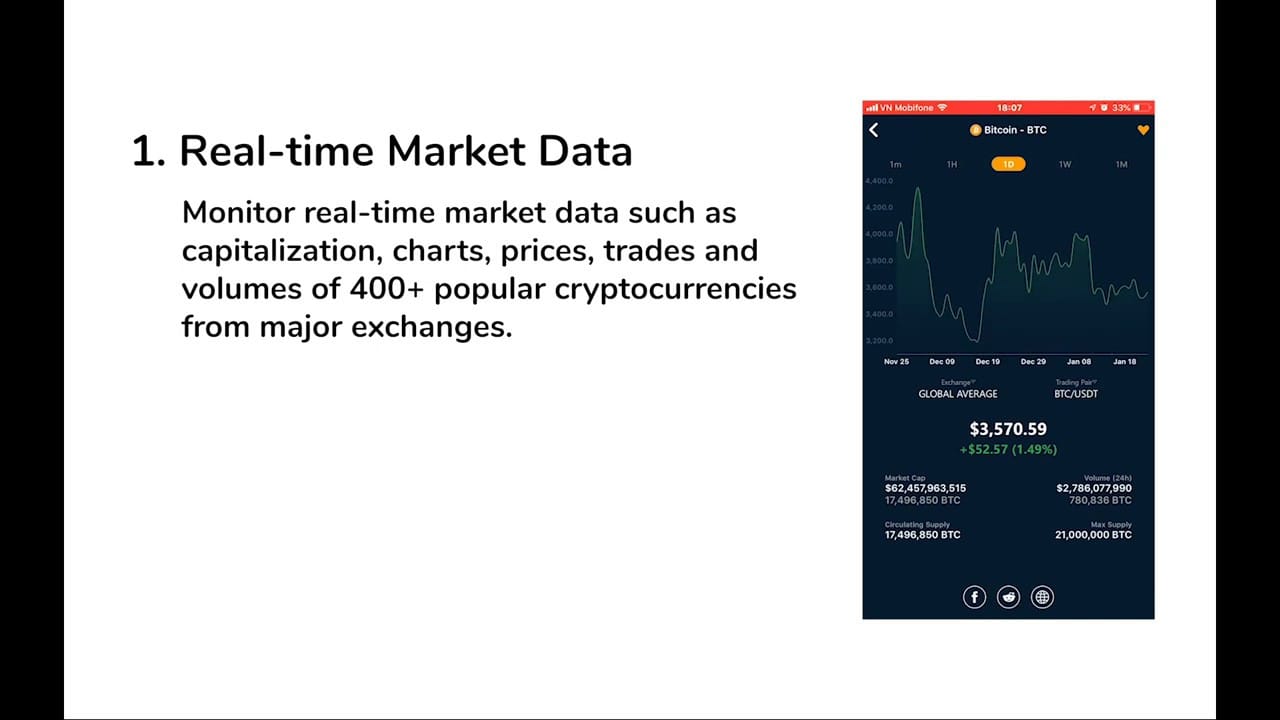 1. Real-time Market Data
Monitor real-time market data such as
capitalization, charts, prices, trades and
volumes of 400+ popular cryptocurrencies
from major exchanges.
VN Mobifone 18:07 33%
Bitcoin - BTC
1m 1H 1D 1W 1M
4,400.0
4,200.0
4,000.0
3,800.0
3,600.0
3,400.0
3,200.0
Nov 25 Dec 09 Dec 19 Dec 29 Jan 08 Jan 18
Exchange Trading Pair
GLOBAL AVERAGE BTC/USDT
$3,570.59
+$52.57 (1.49%)
Market Cap Volume (24h)
$62,457,963,515 $2,786,077,990
17,496,850 BTC 780,836 BTC
Circulating Supply Max Supply
17,496,850 BTC 21,000,000 BTC